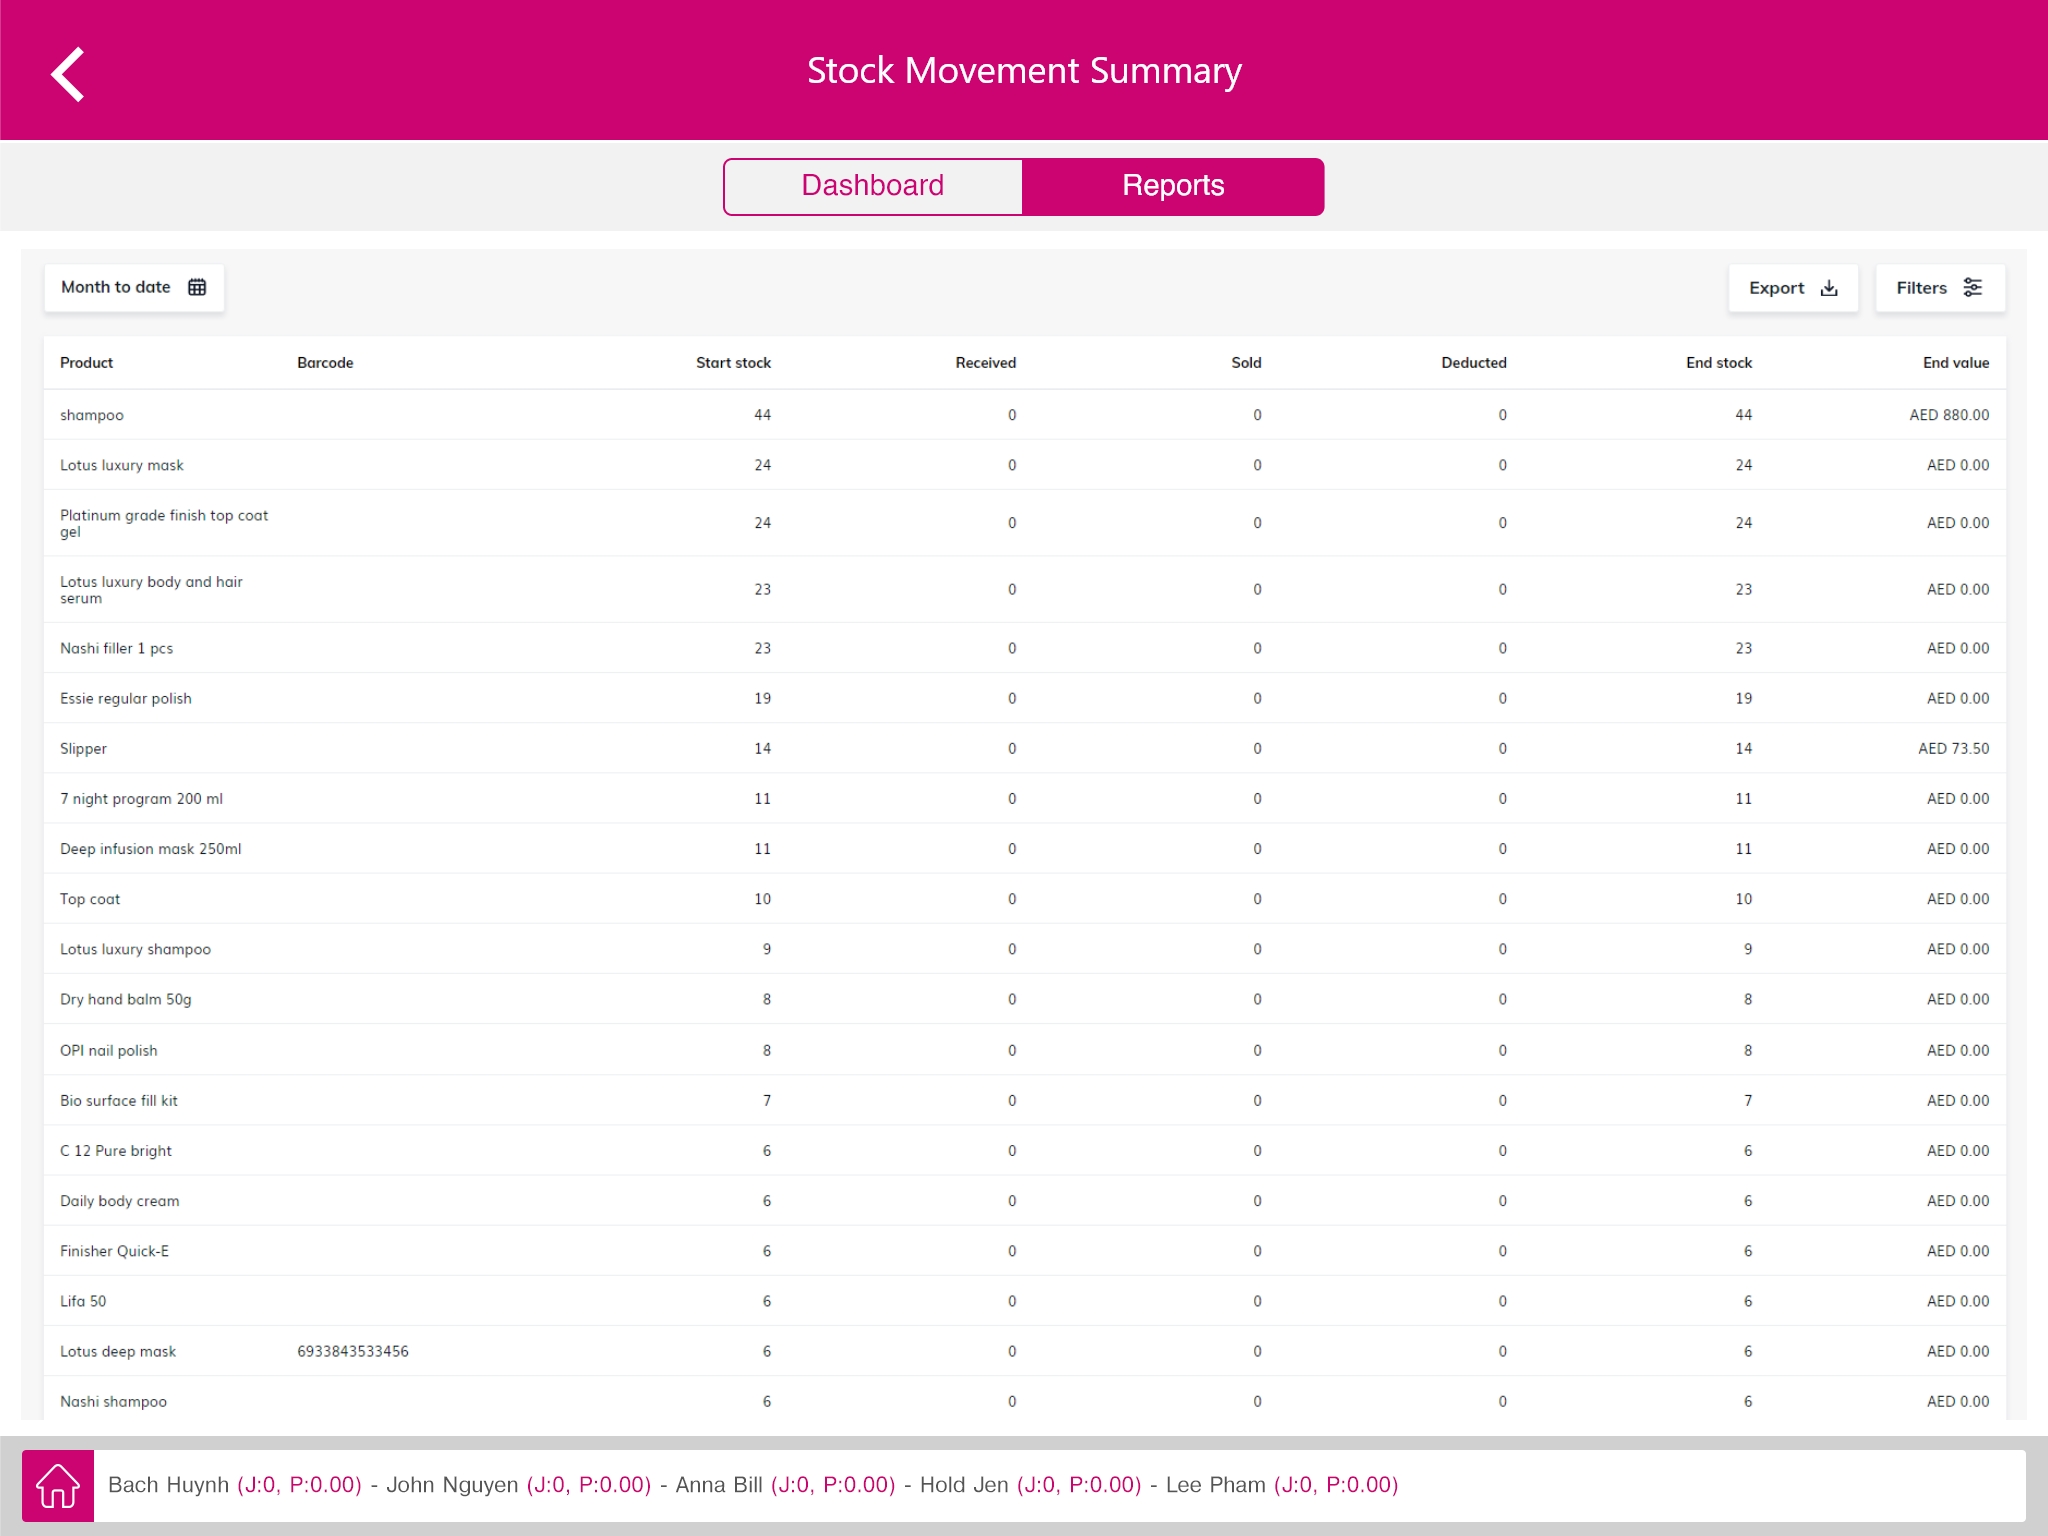 Stock Movement Summary
Dashboard Reports
Month to date Export Filters
Product Barcode Start stock Received Sold Deducted End stock End value
shampoo 44 0 0 0 44 AED 880.00
Lotus luxury mask 24 0 0 0 24 AED 0.00
Platinum grade finish top coat
gel 24 0 0 0 24 AED 0.00
Lotus luxury body and hair
serum 23 0 0 0 23 AED 0.00
Nashi filler 1 pcs 23 0 0 0 23 AED 0.00
Essie regular polish 19 0 0 0 19 AED 0.00
Slipper 14 0 0 0 14 AED 73.50
7 night program 200 ml 11 0 0 0 11 AED 0.00
Deep infusion mask 250ml 11 0 0 0 11 AED 0.00
Top coat 10 0 0 0 10 AED 0.00
Lotus luxury shampoo 9 0 0 0 9 AED 0.00
Dry hand balm 50g 8 0 0 0 8 AED 0.00
OPI nail polish 8 0 0 0 8 AED 0.00
Bio surface fill kit 7 0 0 0 7 AED 0.00
C 12 Pure bright 6 0 0 0 6 AED 0.00
Daily body cream 6 0 0 0 6 AED 0.00
Finisher Quick-E 6 0 0 0 6 AED 0.00
Lifa 50 6 0 0 0 6 AED 0.00
Lotus deep mask 6933843533456 6 0 0 0 6 AED 0.00
Nashi shampoo 6 0 0 0 6 AED 0.00
Bach Huynh (J:0, P:0.00) - John Nguyen (J:0, P:0.00) - Anna Bill (J:0, P:0.00) - Hold Jen (J:0, P:0.00) - Lee Pham (J:0, P:0.00)